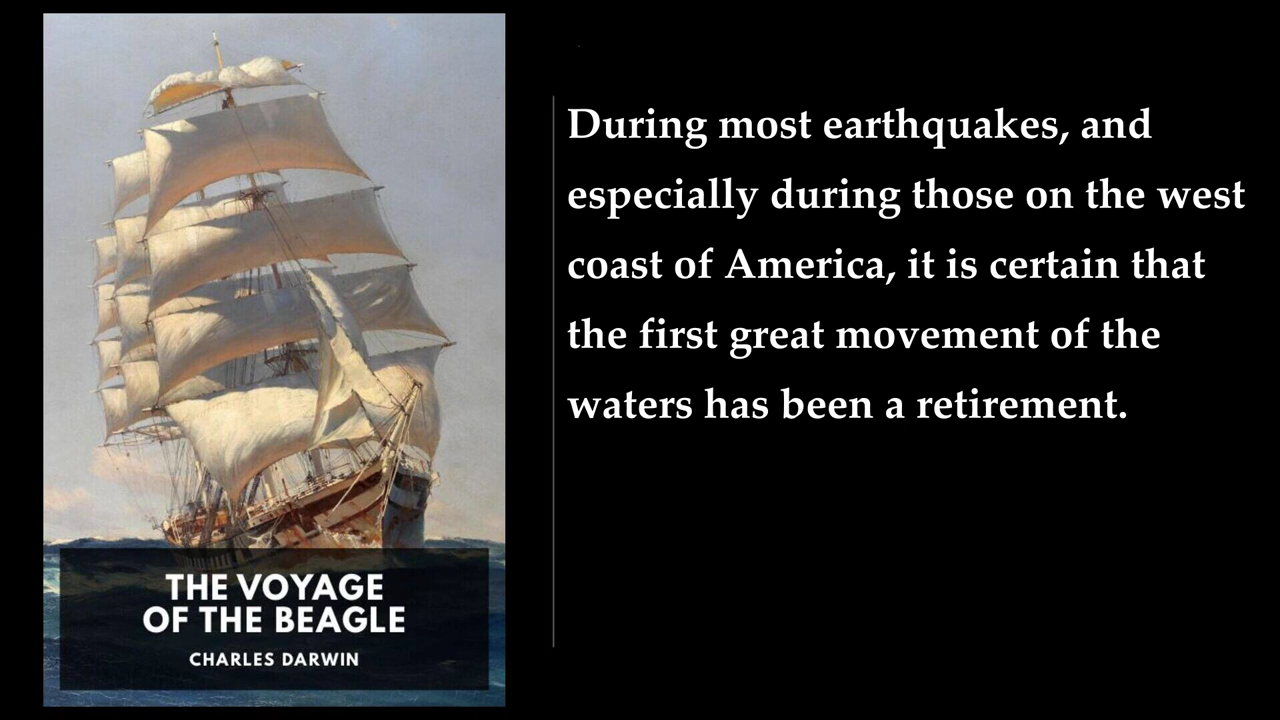 During most earthquakes, and
especially during those on the west
coast of America, it is certain that
the first great movement of the
waters has been a retirement.
THE VOYAGE
OF THE BEAGLE
CHARLES DARWIN